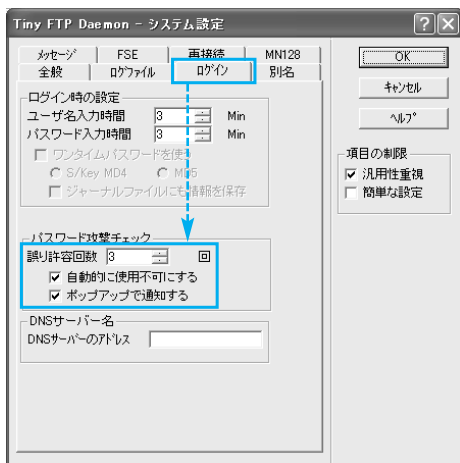 Tiny FTP Daemon - システム設定
メッセージ FSE 再接続 MN128
全般 ログファイル ログイン 別名
OK
キャンセル
ヘルプ
項目の制限
汎用性重視
簡単な設定
ログイン時の設定
ユーザ名入力時間 3 Min
パスワード入力時間 3 Min
ワンタイムパスワードを使う
S/Key MD4 MD5
ジャーナルファイルにも情報を保存
パスワード攻撃チェック
誤り許容回数 3 回
自動的に使用不可にする
ポップアップで通知する
DNSサーバー名
DNSサーバーのアドレス